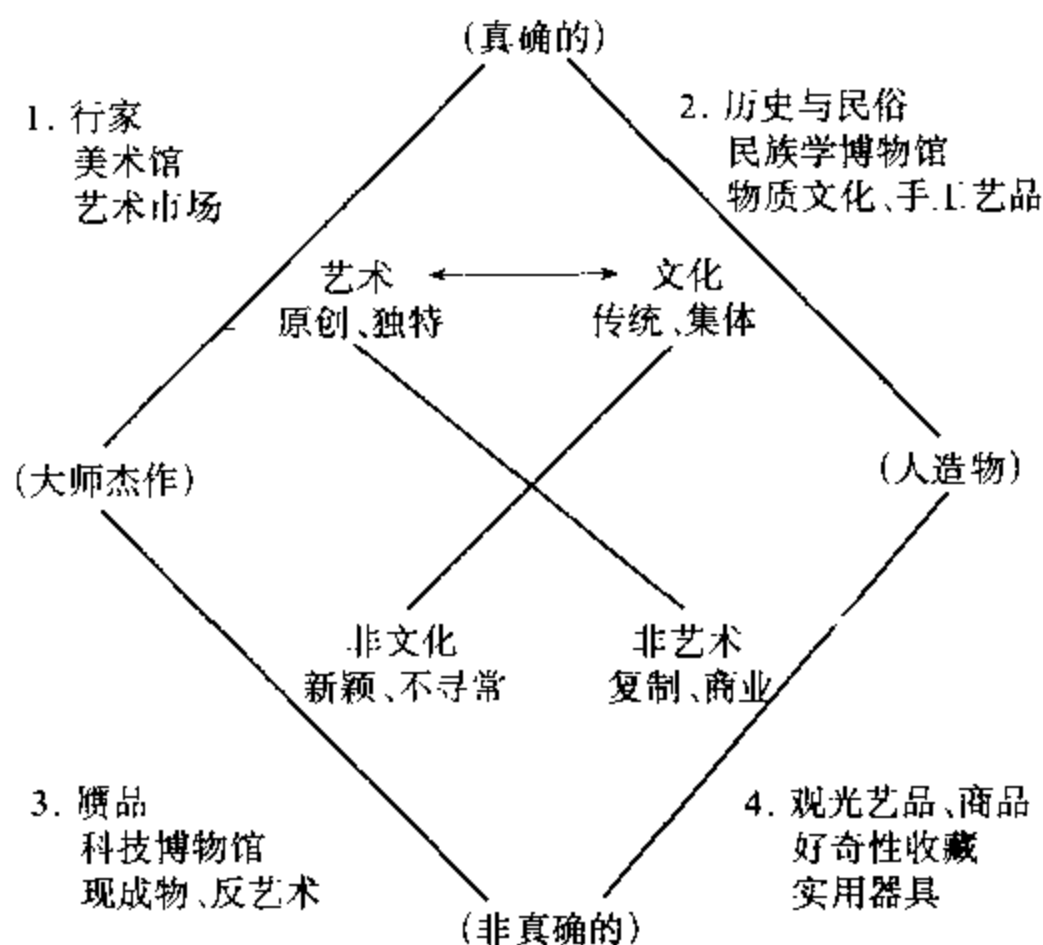 (真确的)
1. 行家
美术馆
艺术市场
2. 历史与民俗
民族学博物馆
物质文化、手工艺品
艺术
原创、独特
文化
传统、集体
(大师杰作)
(人造物)
非文化
新颖、不寻常
非艺术
复制、商业
3. 赝品
科技博物馆
现成物、反艺术
4. 观光艺品、商品
好奇性收藏
实用器具
(非真确的)